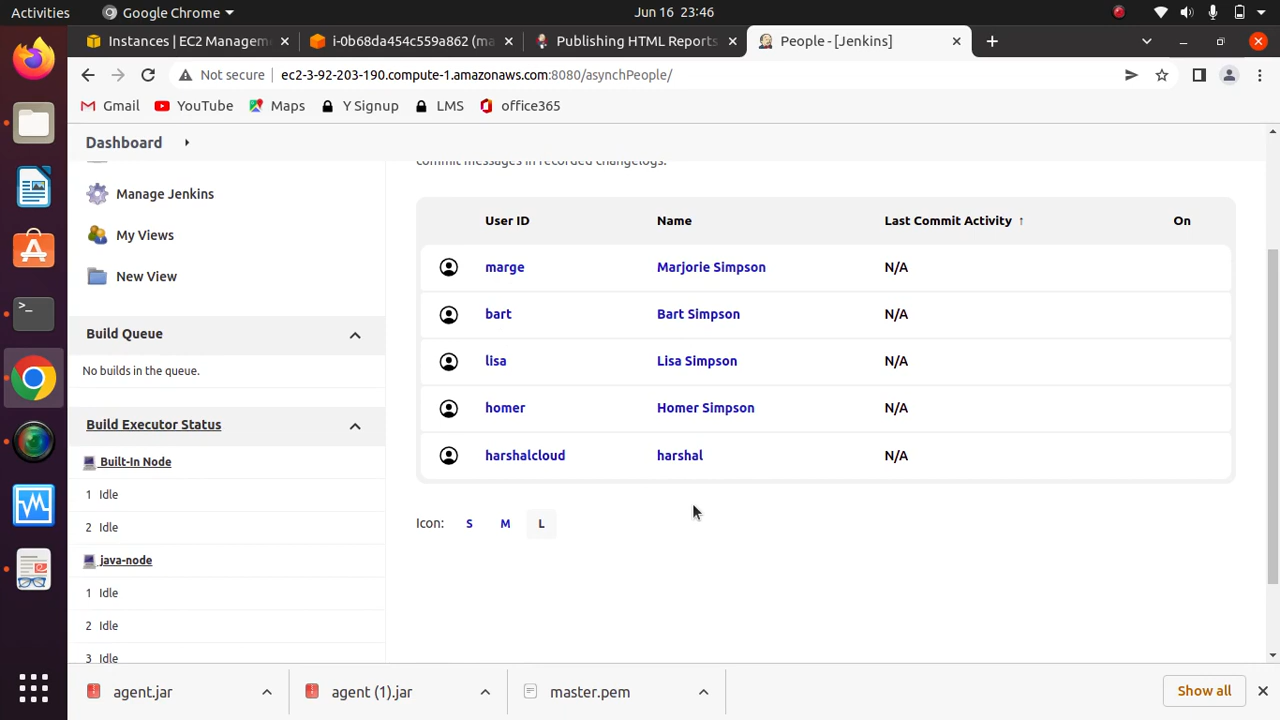 Activities
Google Chrome
Jun 16 23:46
Instances | EC2 Managem
i-0b68da454c559a862 (ma
Publishing HTML Reports
People - [Jenkins]
Not secure
ec2-3-92-203-190.compute-1.amazonaws.com:8080/asynchPeople/
Gmail
YouTube
Maps
Y Signup
LMS
office365
Dashboard
commit messages in recorded changelogs.
Manage Jenkins
My Views
New View
Build Queue
No builds in the queue.
Build Executor Status
Built-In Node
1 Idle
2 Idle
java-node
1 Idle
2 Idle
3 Idle
User ID Name Last Commit Activity ↑ On
marge Marjorie Simpson N/A
bart Bart Simpson N/A
lisa Lisa Simpson N/A
homer Homer Simpson N/A
harshalcloud harshal N/A
Icon: S M L
agent.jar
agent (1).jar
master.pem
Show all